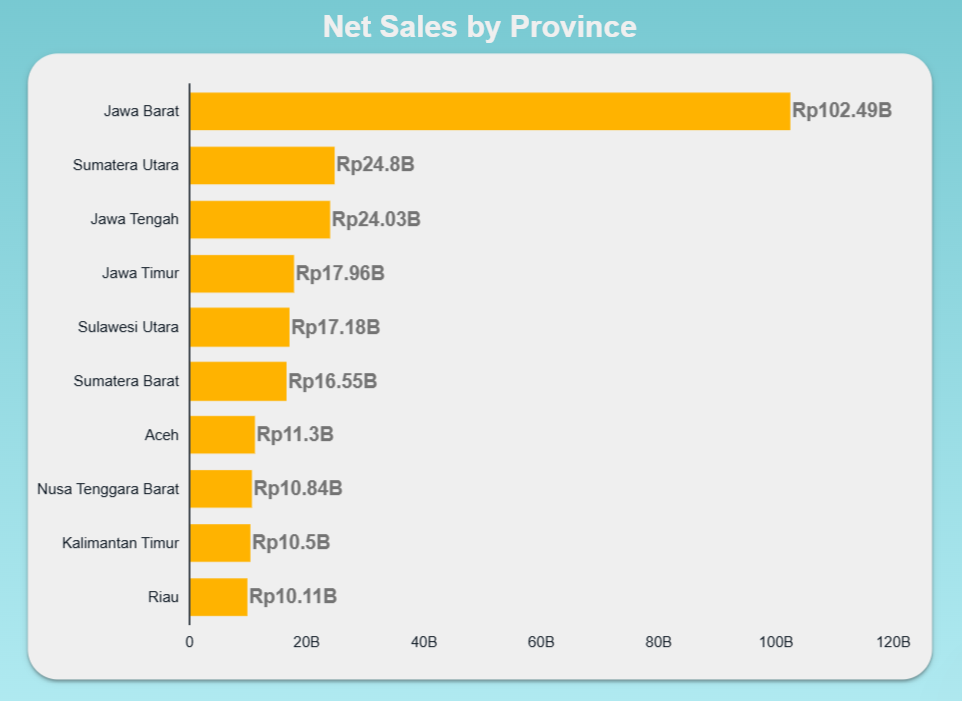 Net Sales by Province
Jawa Barat Rp102.49B
Sumatera Utara Rp24.8B
Jawa Tengah Rp24.03B
Jawa Timur Rp17.96B
Sulawesi Utara Rp17.18B
Sumatera Barat Rp16.55B
Aceh Rp11.3B
Nusa Tenggara Barat Rp10.84B
Kalimantan Timur Rp10.5B
Riau Rp10.11B
0 20B 40B 60B 80B 100B 120B